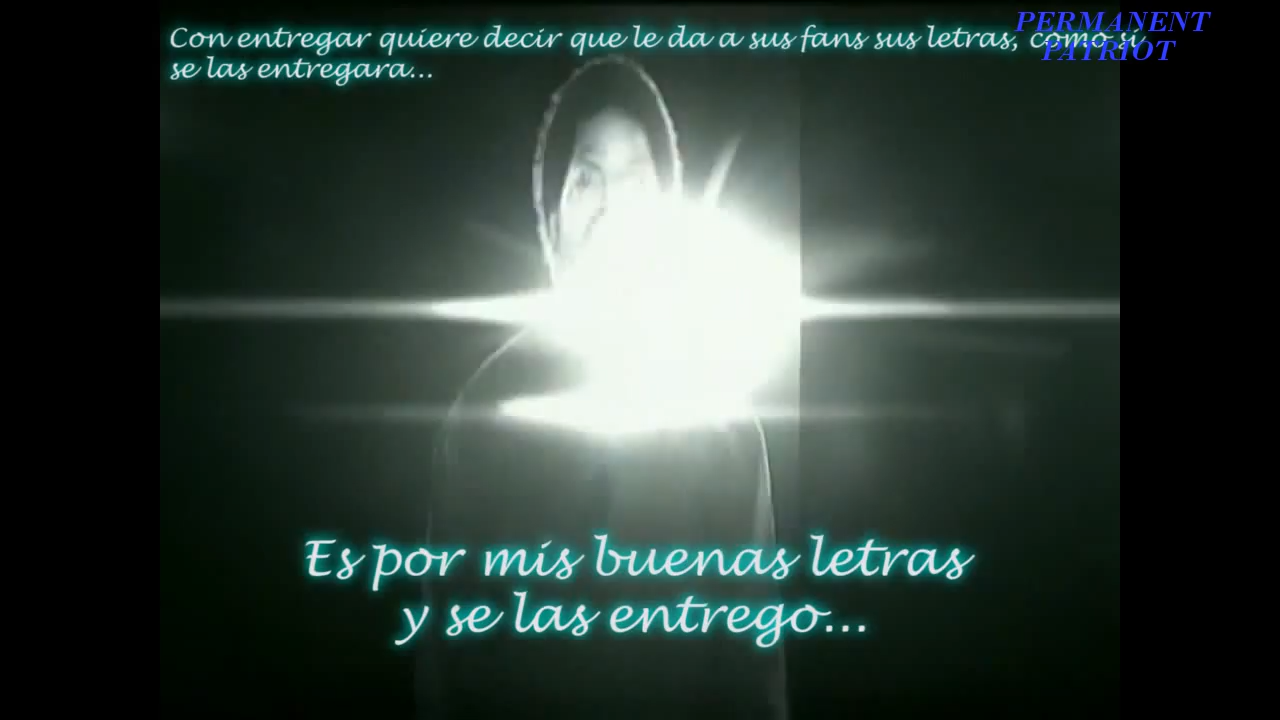 Con entregar quiere decir que le da a sus fans sus letras, como si
se las entregara...
PERMANENT
PATRIOT
Es por mis buenas letras
y se las entrego...